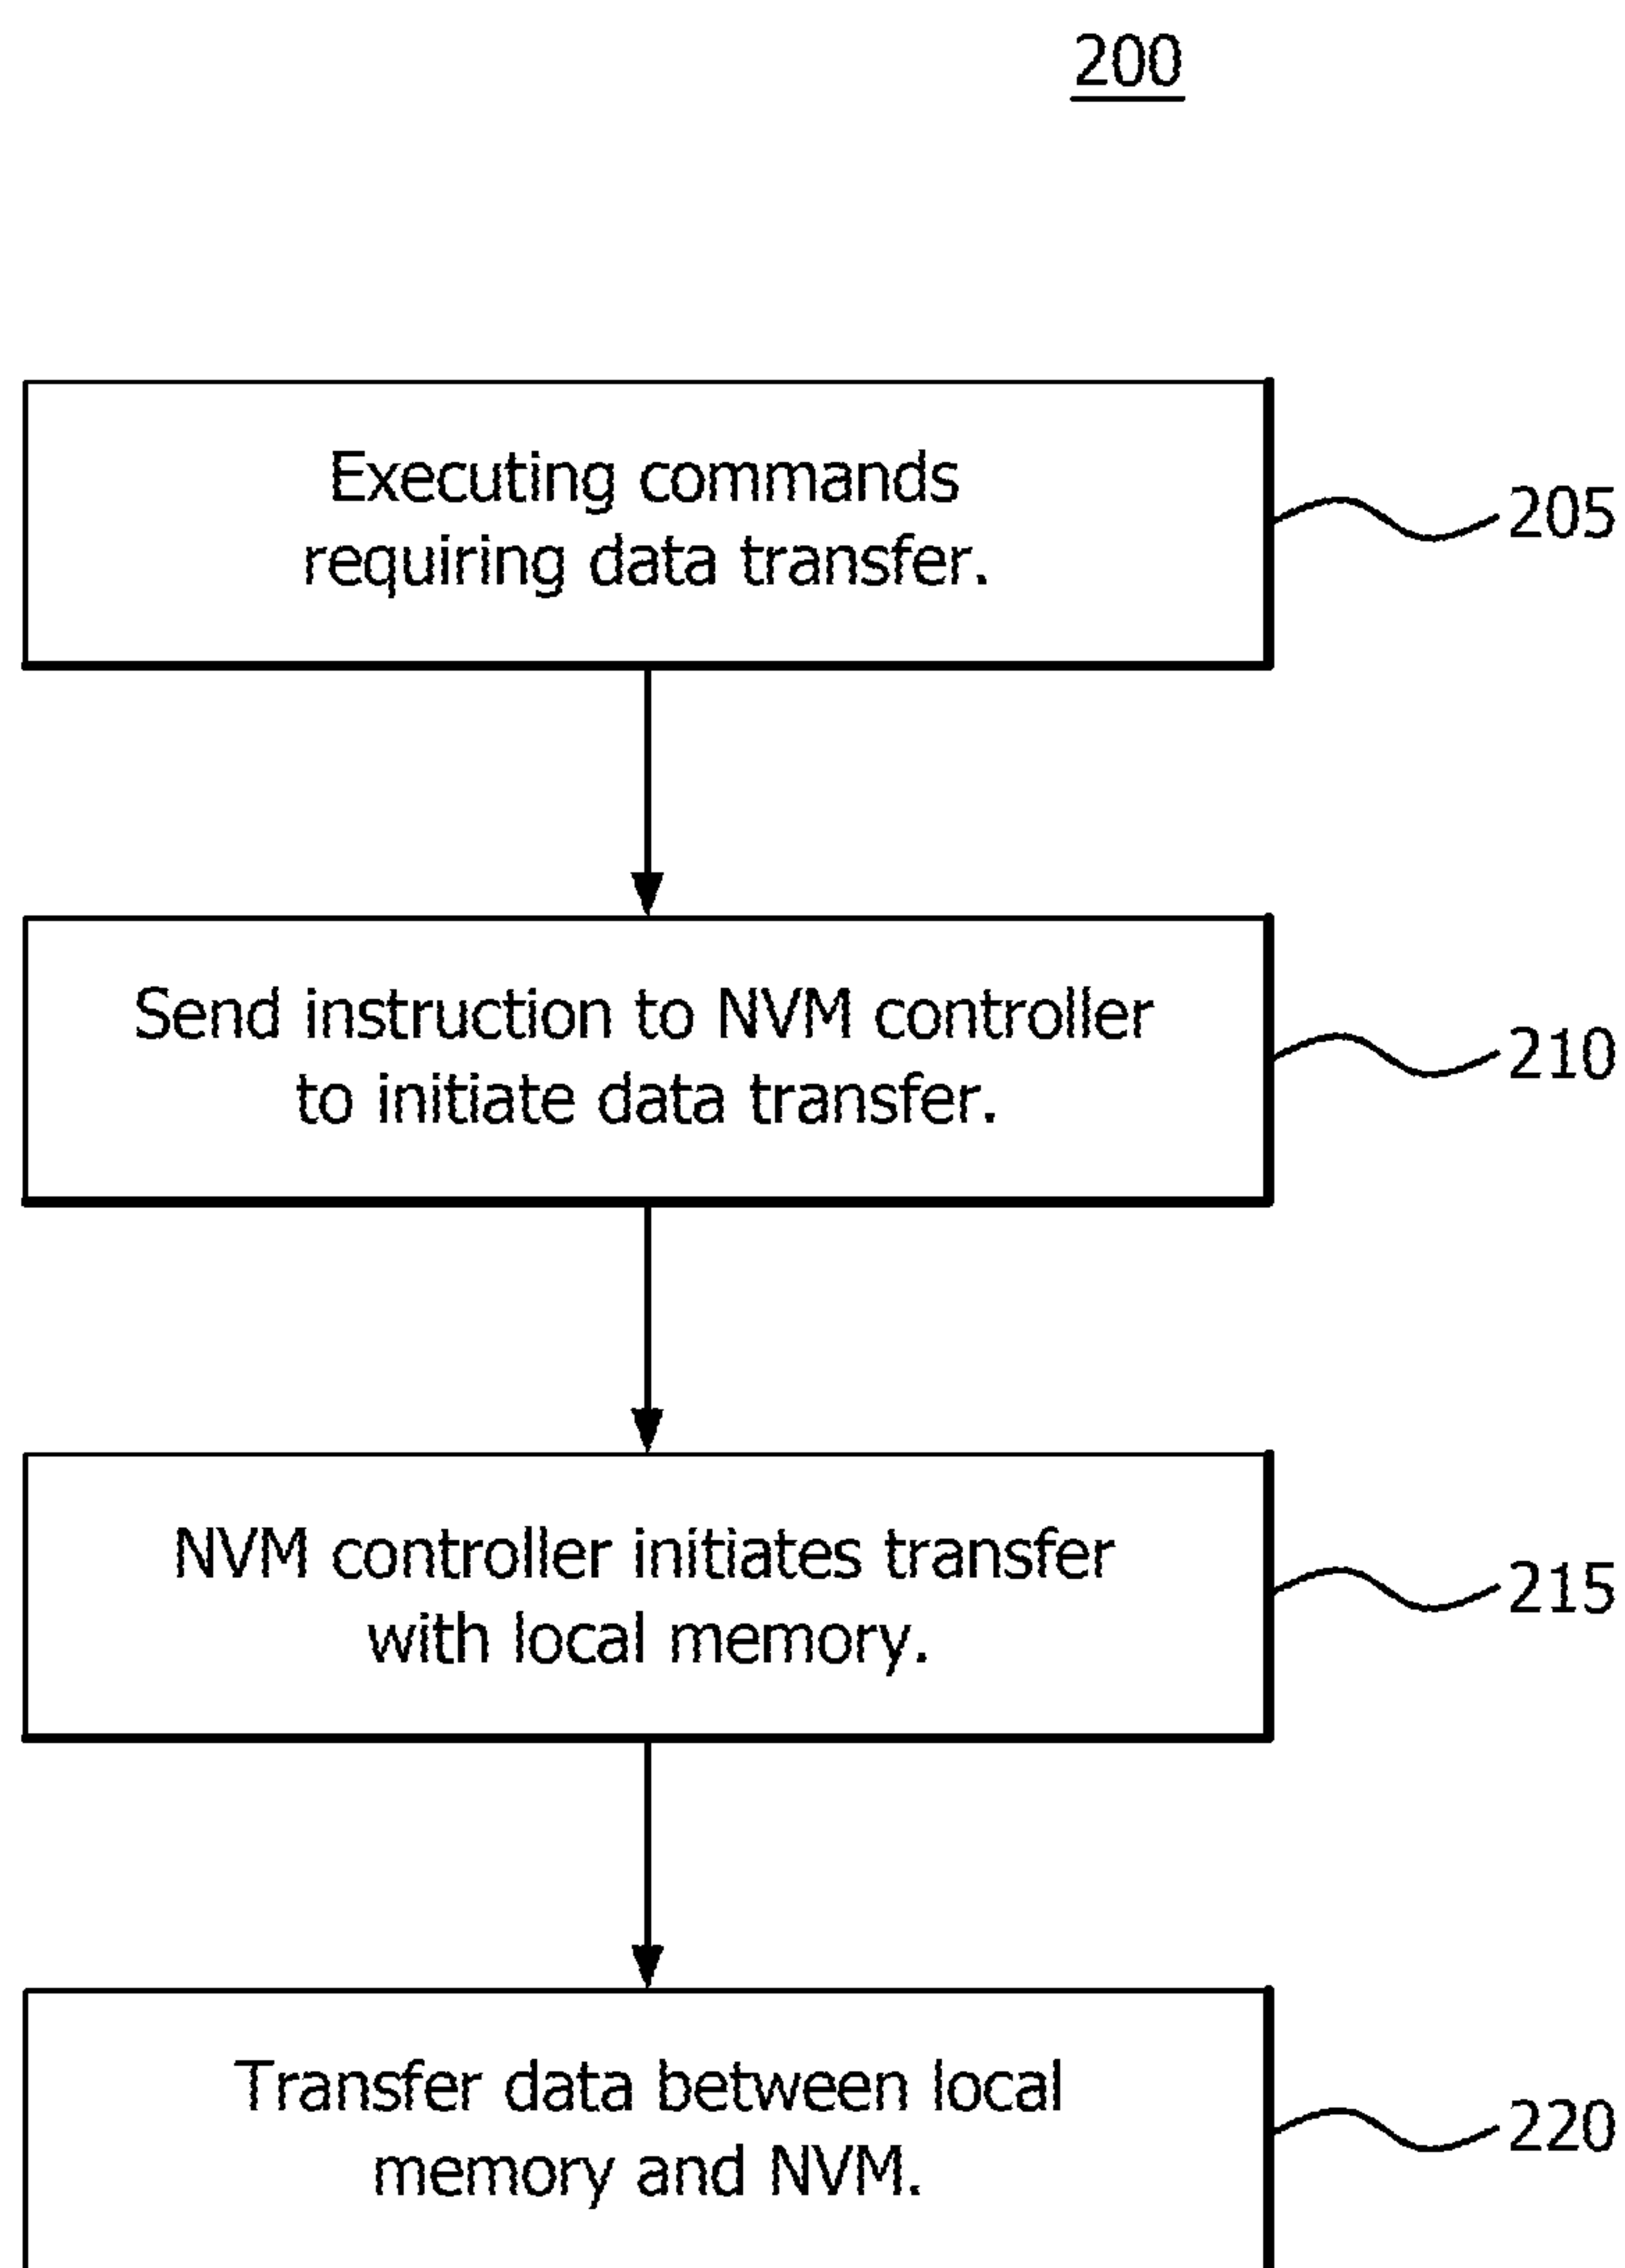 200
Executing commands
requiring data transfer.
205
Send instruction to NVM controller
to initiate data transfer.
210
NVM controller initiates transfer
with local memory.
215
Transfer data between local
memory and NVM.
220